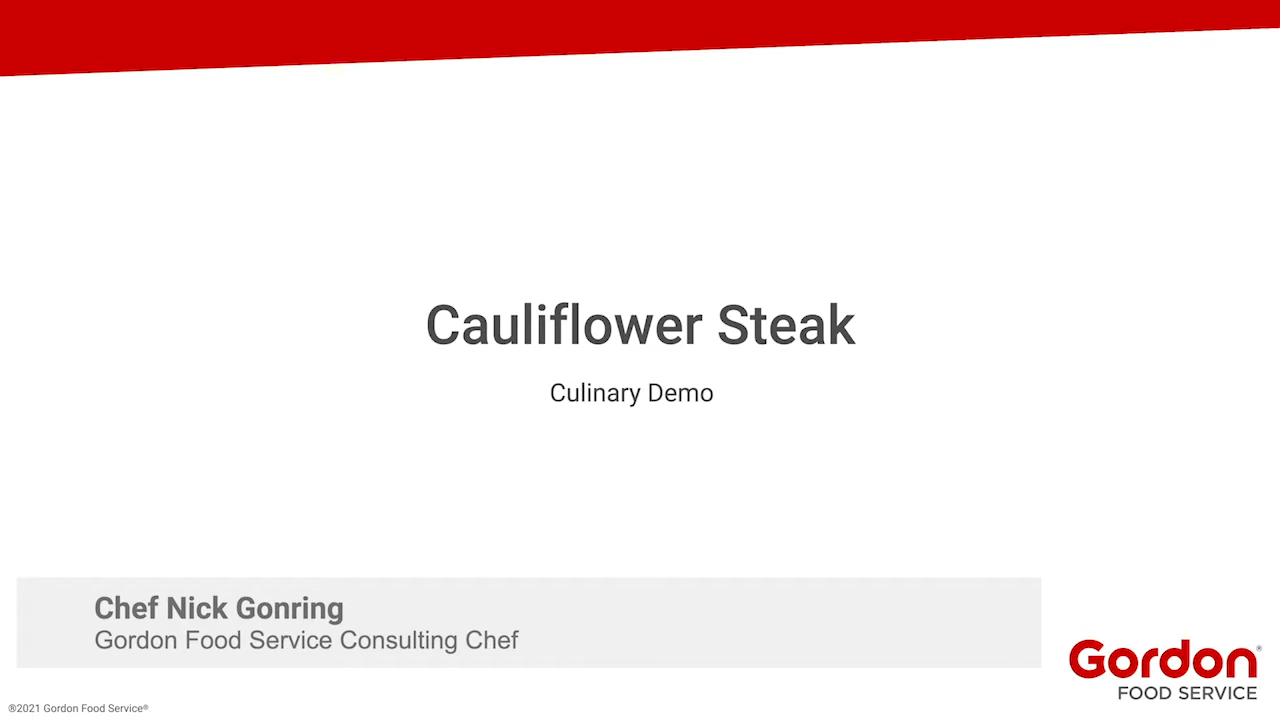 Cauliflower Steak
Culinary Demo
Chef Nick Gonring
Gordon Food Service Consulting Chef
Gordon®
FOOD SERVICE
®2021 Gordon Food Service®